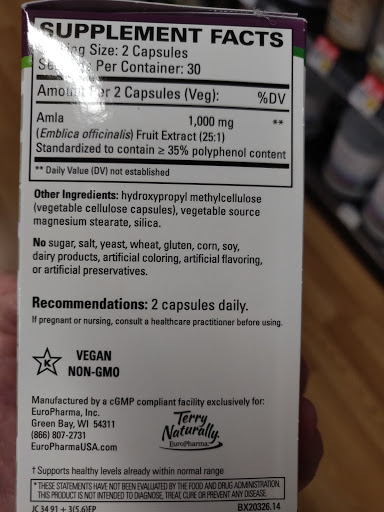 SUPPLEMENT FACTS
Size: 2 Capsules
Per Container: 30
Amount Per 2 Capsules (Veg): %DV
Amla 1,000 mg **
(Emblica officinalis) Fruit Extract (25:1)
Standardized to contain ≥ 35% polyphenol content
** Daily Value (DV) not established
Other Ingredients: hydroxypropyl methylcellulose
(vegetable cellulose capsules), vegetable source
magnesium stearate, silica.
No sugar, salt, yeast, wheat, gluten, corn, soy,
dairy products, artificial coloring, artificial flavoring,
or artificial preservatives.
Recommendations: 2 capsules daily.
If pregnant or nursing, consult a healthcare practitioner before using.
K
VEGAN
NON-GMO
Manufactured by a cGMP compliant facility exclusively for:
EuroPharma, Inc.
Green Bay, WI 54311
(866) 807-2731
EuroPharmaUSA.com
Terry
Naturally.
EuroPharma
† Supports healthy levels already within normal range
*THESE STATEMENTS HAVE NOT BEEN EVALUATED BY THE FOOD AND DRUG ADMINISTRATION.
THIS PRODUCT IS NOT INTENDED TO DIAGNOSE, TREAT, CURE OR PREVENT ANY DISEASE.
JC 34 91 + 3(5.6)EP BX20326.14